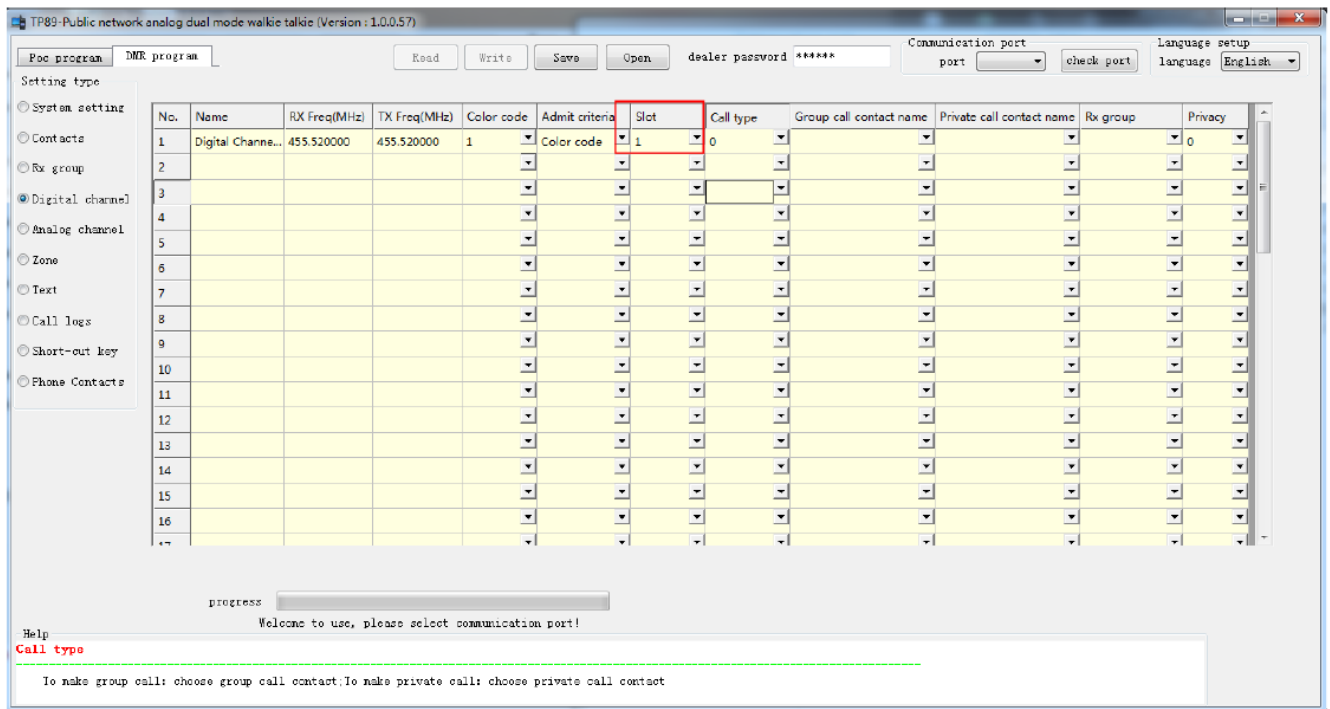 TP89-Public network analog dual mode walkie talkie (Version : 1.0.0.57)
Poc program DMR program Read Write Save Open dealer password ****** Communication port port check port Language setup language English
Setting type
System setting
Contacts
Rx group
Digital channel
Analog channel
Zone
Text
Call logs
Short-cut key
Phone Contacts
No. Name RX Freq(MHz) TX Freq(MHz) Color code Admit criteria Slot Call type Group call contact name Private call contact name Rx group Privacy
1 Digital Channe... 455.520000 455.520000 1 Color code 1 0 0
2
3
4
5
6
7
8
9
10
11
12
13
14
15
16
17
progress
Welcome to use, please select communication port!
Help
Call type
To make group call: choose group call contact;To make private call: choose private call contact